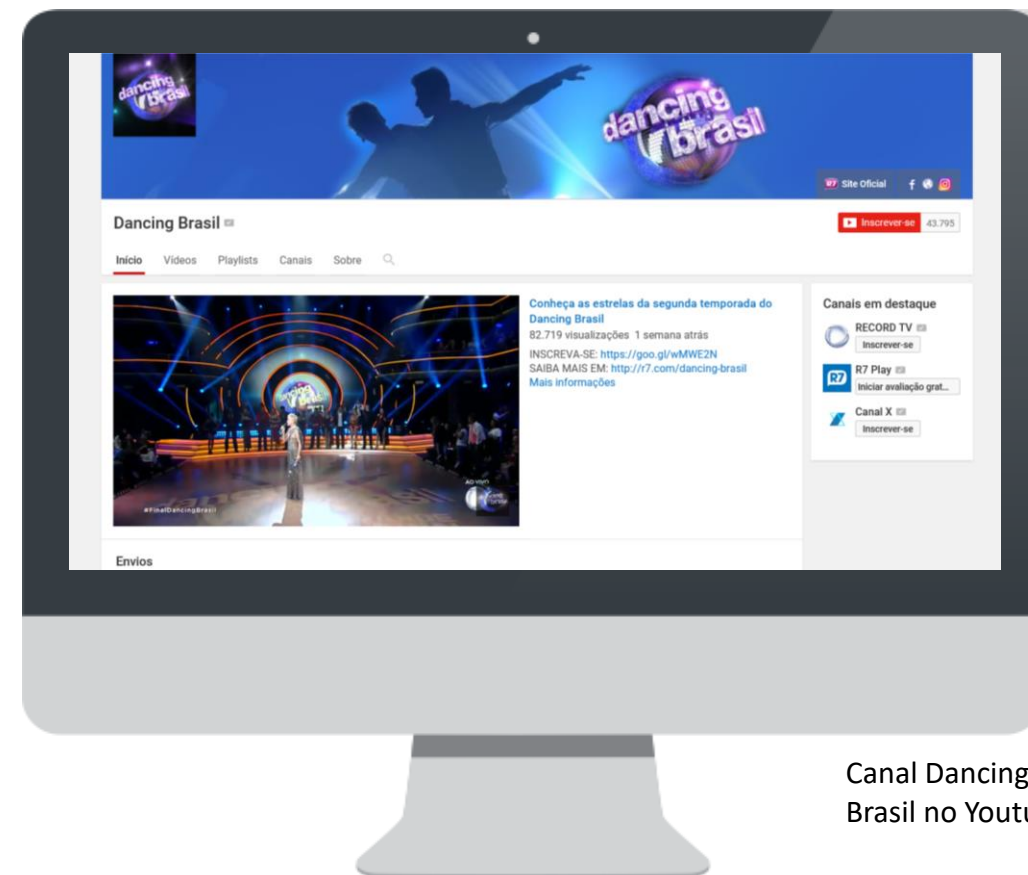 dancing
brasil
dancing
brasil
R7 Site Oficial
Dancing Brasil
Inscrever-se 43.795
Início Vídeos Playlists Canais Sobre
Conheça as estrelas da segunda temporada do
Dancing Brasil
82.719 visualizações 1 semana atrás
INSCREVA-SE: https://goo.gl/wMWE2N
SAIBA MAIS EM: http://r7.com/dancing-brasil
Mais informações
AO VIVO
#FinalDancingBrasil
Canais em destaque
RECORD TV
Inscrever-se
R7
R7 Play
Iniciar avaliação grat...
Canal X
Inscrever-se
Envios
Canal Dancing
Brasil no Youtu